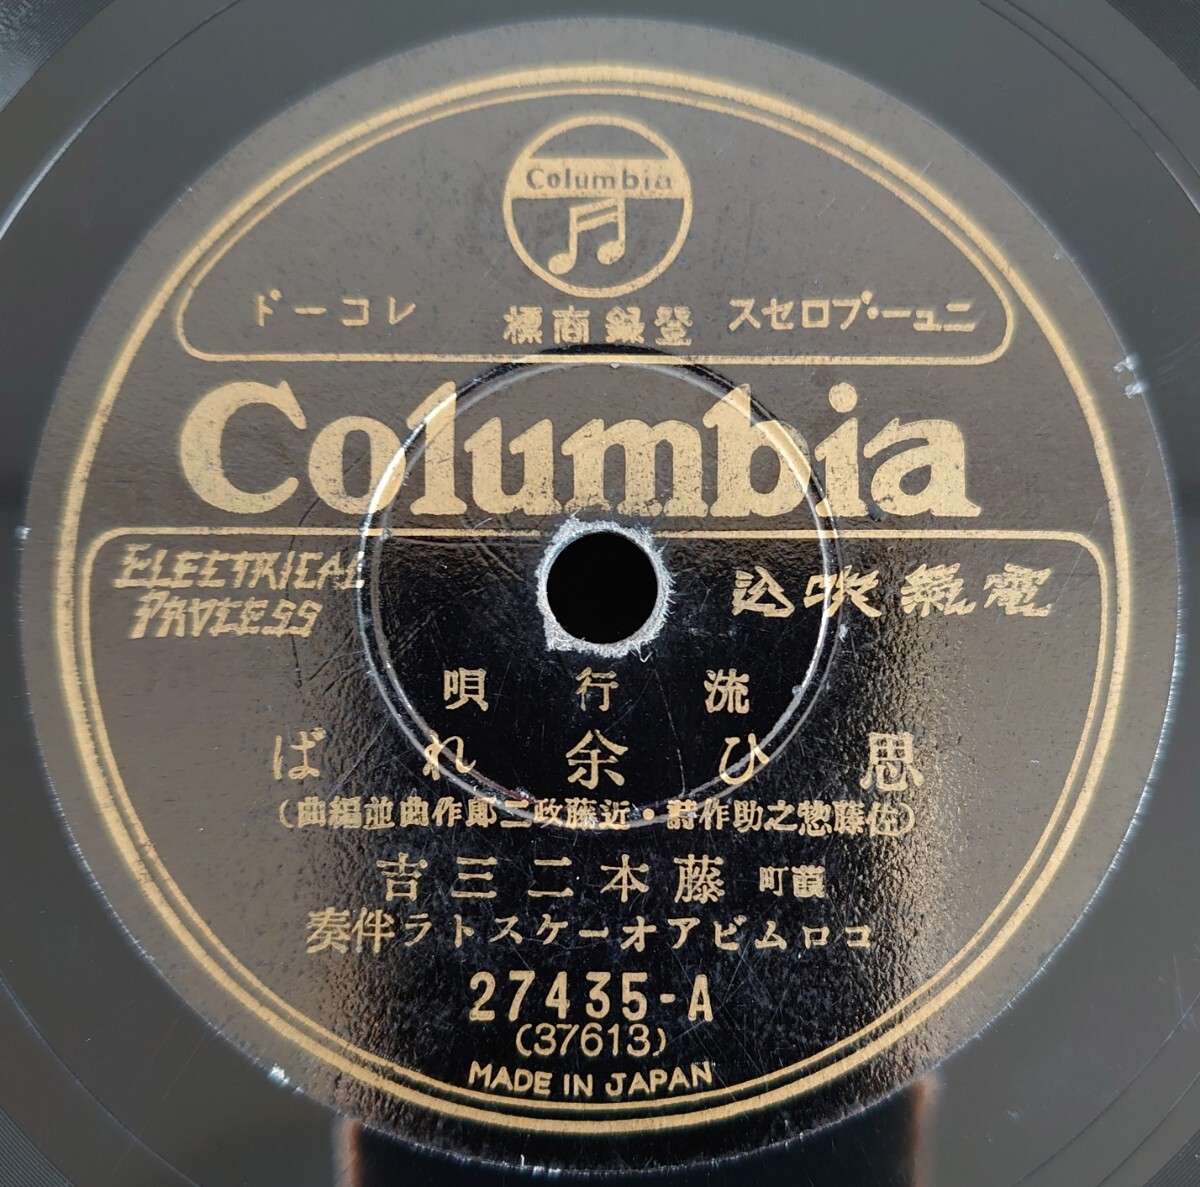 Columbia
ニュー・プロセス 登録商標 レコード
Columbia
ELECTRICAL
PROCESS
電氣吹込
流行唄
思ひ余れば
(佐藤惣之助作詩・近藤政二郎作曲並編曲)
葭町 藤本二三吉
コロムビアオーケストラ伴奏
27435-A
(37613)
MADE IN JAPAN